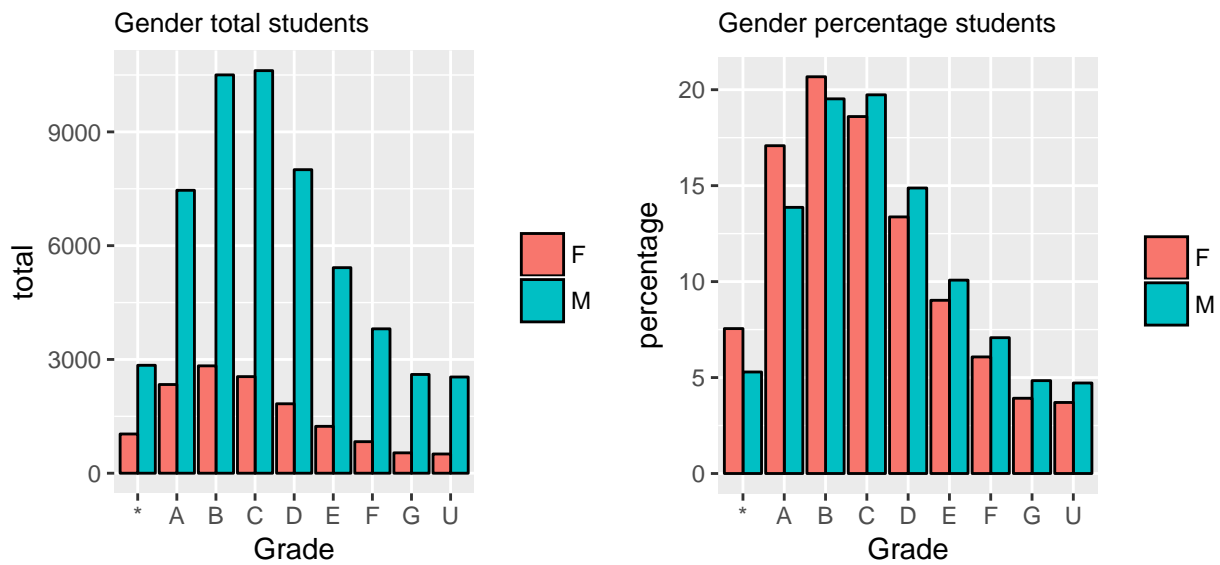 Gender total students
total
9000
6000
3000
0
* A B C D E F G U
Grade
F
M
Gender percentage students
percentage
20
15
10
5
0
* A B C D E F G U
Grade
F
M